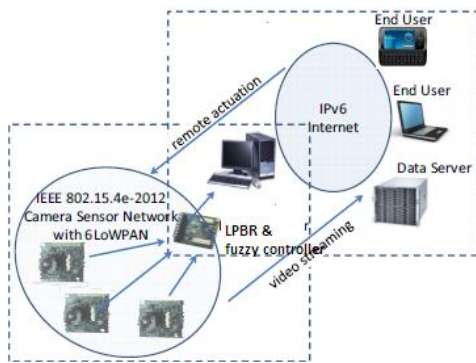 End User
remote actuation
IPv6
Internet
End User
Data Server
IEEE 802.15.4e-2012
Camera Sensor Network
with 6LoWPAN
LPBR &
fuzzy controller
video streaming